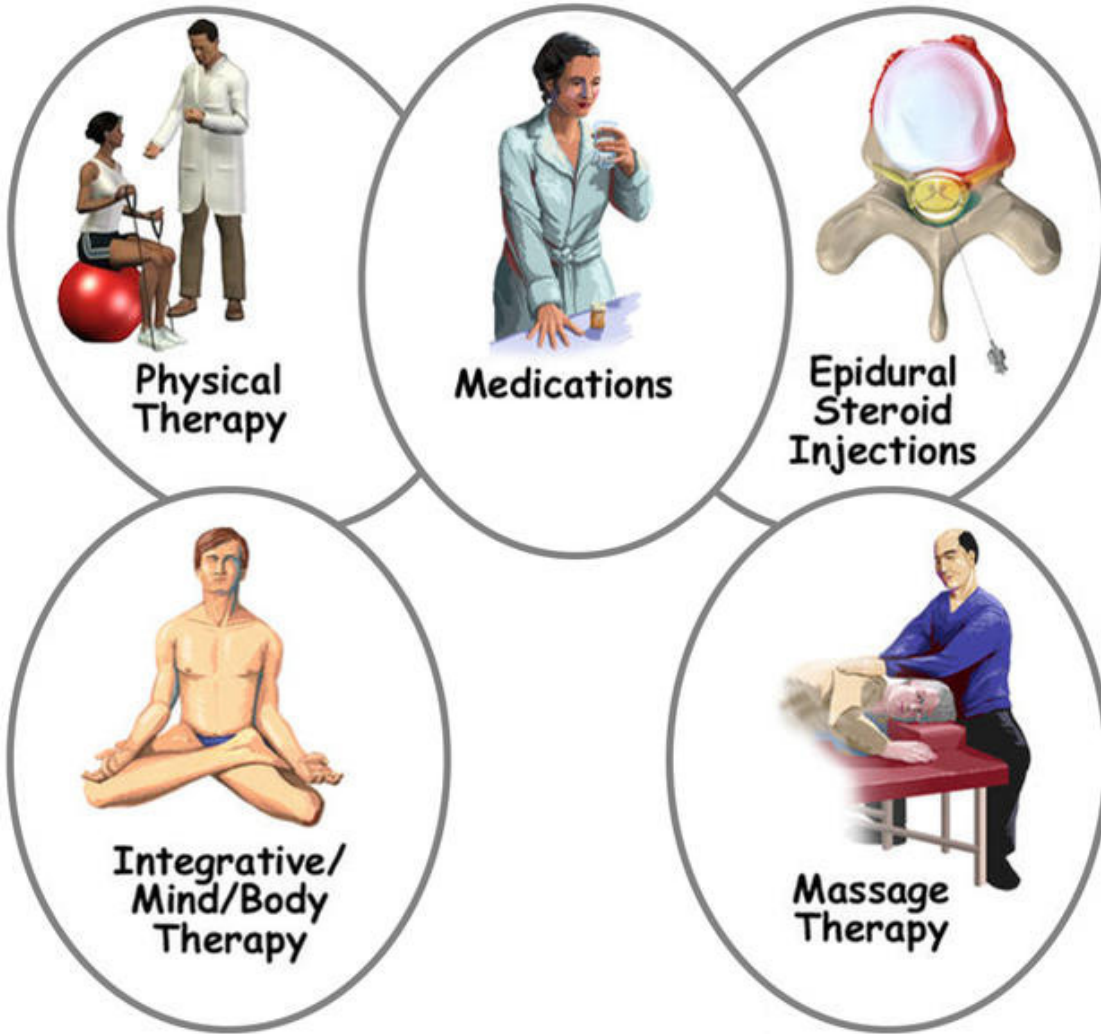 Physical
Therapy
Medications
Epidural
Steroid
Injections
Integrative/
Mind/Body
Therapy
Massage
Therapy